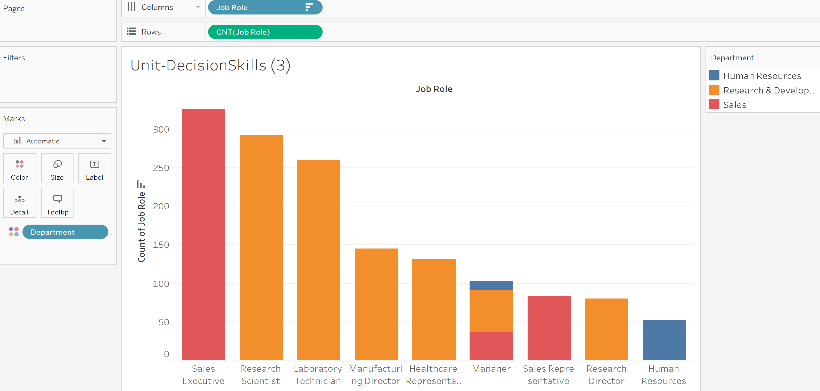 Pages
Columns
Job Role
Rows
CNT(Job Role)
Filters
Marks
Automatic
Color
Size
Label
Detail
Tooltip
Department
Unit-DecisionSkills (3)
Job Role
Count of Job Role
300
250
200
150
100
50
0
Sales
Executive
Research
Scientist
Laboratory
Technician
Manufacturi
ng Director
Healthcare
Representa..
Manager
Sales Repre
sentative
Research
Director
Human
Resources
Department
Human Resources
Research & Develop...
Sales